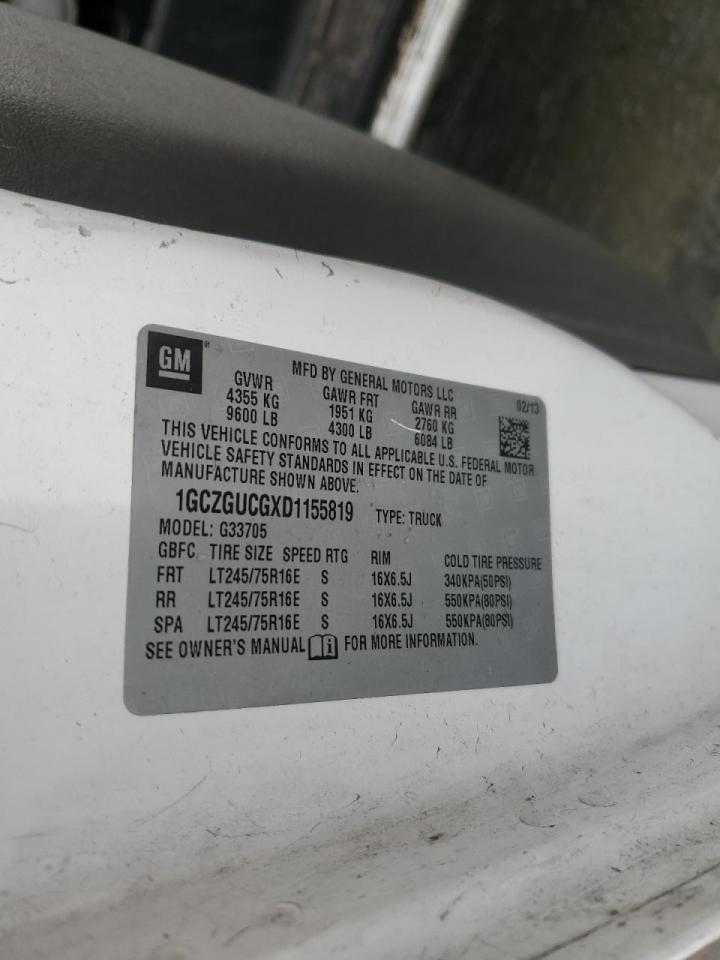 GM
MFD BY GENERAL MOTORS LLC
02/13
GVWR GAWR FRT GAWR RR
4355 KG 1951 KG 2760 KG
9600 LB 4300 LB 6084 LB
THIS VEHICLE CONFORMS TO ALL APPLICABLE U.S. FEDERAL MOTOR
VEHICLE SAFETY STANDARDS IN EFFECT ON THE DATE OF
MANUFACTURE SHOWN ABOVE.
1GCZGUCGXD1155819 TYPE: TRUCK
MODEL: G33705
GBFC TIRE SIZE SPEED RTG RIM COLD TIRE PRESSURE
FRT LT245/75R16E S 16X6.5J 340KPA(50PSI)
RR LT245/75R16E S 16X6.5J 550KPA(80PSI)
SPA LT245/75R16E S 16X6.5J 550KPA(80PSI)
SEE OWNER'S MANUAL i FOR MORE INFORMATION.